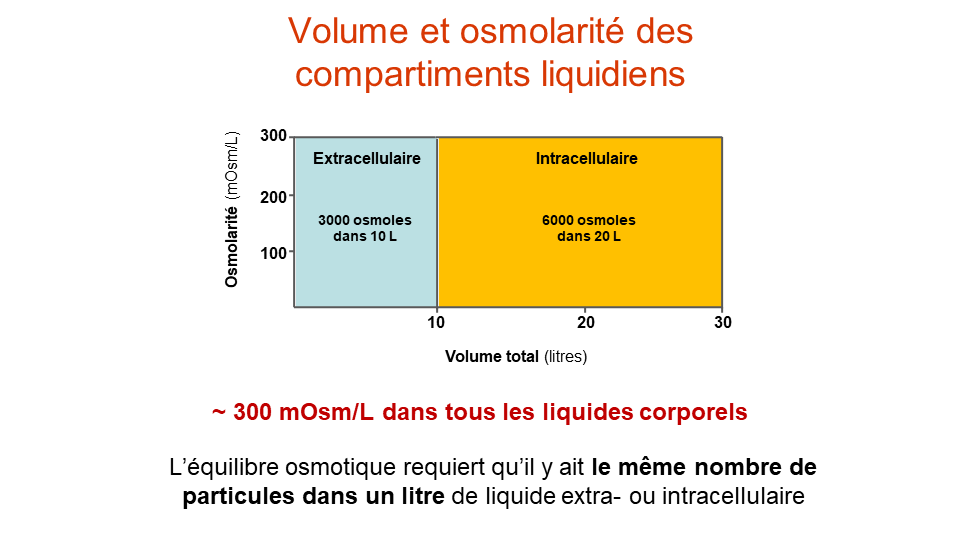 Volume et osmolarité des
compartiments liquidiens
Osmolarité (mOsm/L)
300
200
100
Extracellulaire
3000 osmoles
dans 10 L
Intracellulaire
6000 osmoles
dans 20 L
10
20
30
Volume total (litres)
~ 300 mOsm/L dans tous les liquides corporels
L’équilibre osmotique requiert qu’il y ait le même nombre de
particules dans un litre de liquide extra- ou intracellulaire